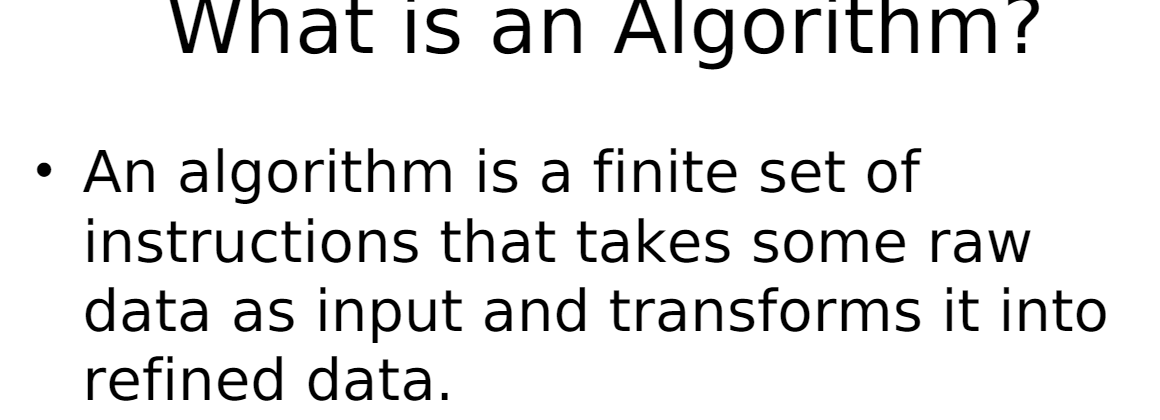 What is an Algorithm?
• An algorithm is a finite set of
instructions that takes some raw
data as input and transforms it into
refined data.